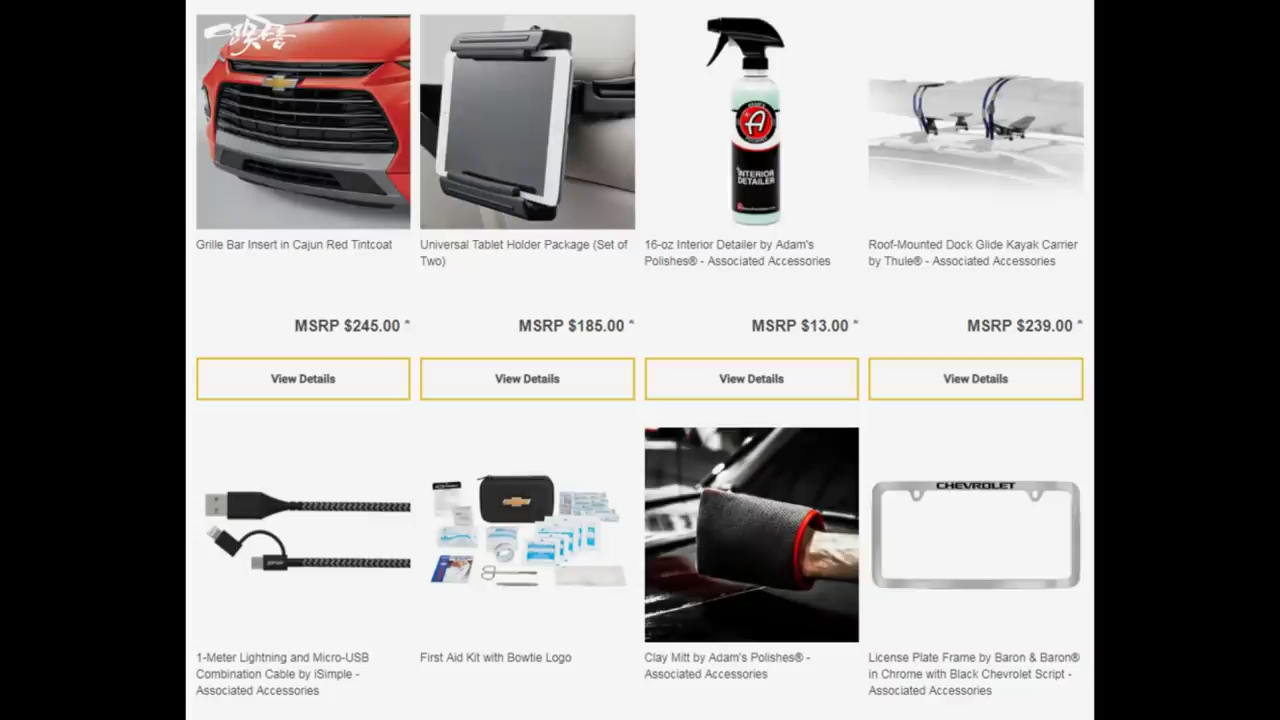 Grille Bar Insert in Cajun Red Tintcoat
Universal Tablet Holder Package (Set of
Two)
16-oz Interior Detailer by Adam's
Polishes® - Associated Accessories
Roof-Mounted Dock Glide Kayak Carrier
by Thule® - Associated Accessories
A
INTERIOR
DETAILER
MSRP $245.00 *
MSRP $185.00 *
MSRP $13.00 *
MSRP $239.00 *
View Details
View Details
View Details
View Details
CHEVROLET
1-Meter Lightning and Micro-USB
Combination Cable by iSimple -
Associated Accessories
First Aid Kit with Bowtie Logo
Clay Mitt by Adam's Polishes® -
Associated Accessories
License Plate Frame by Baron & Baron®
in Chrome with Black Chevrolet Script -
Associated Accessories